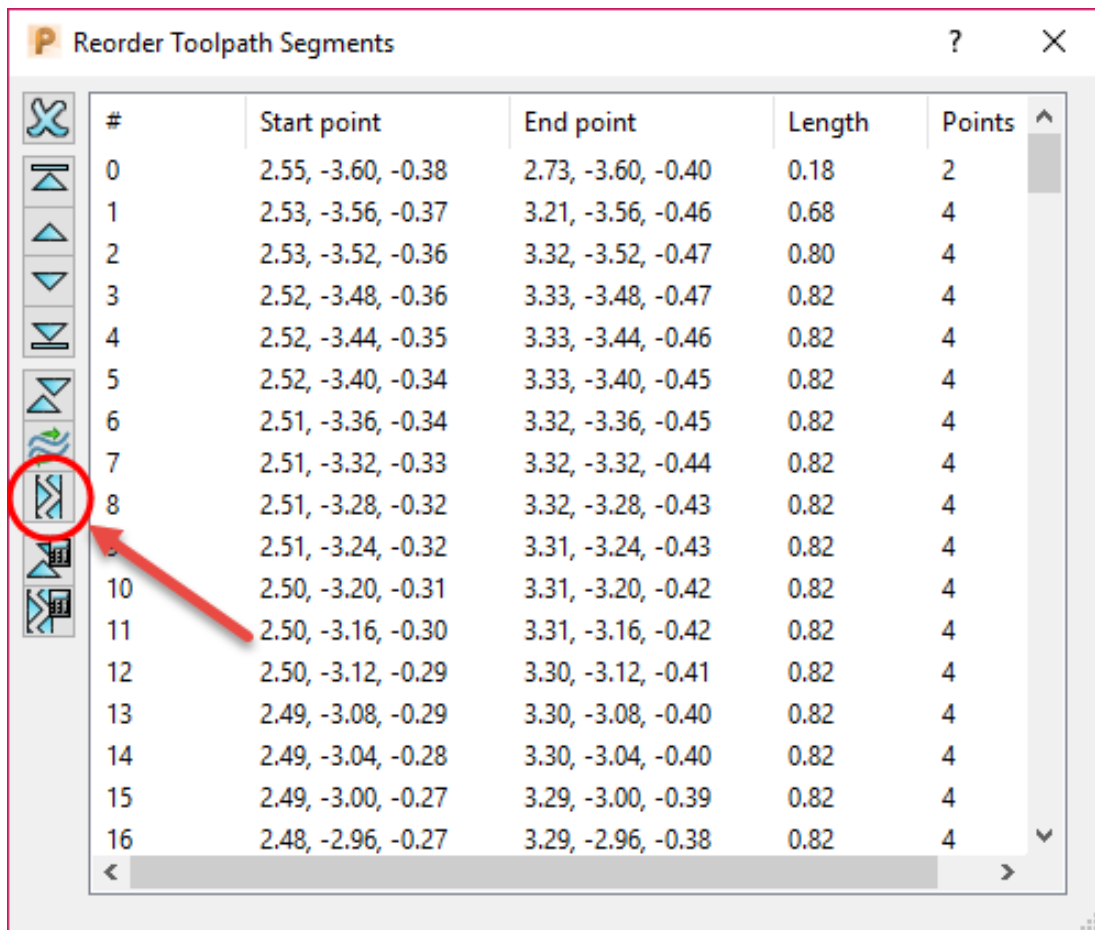 P Reorder Toolpath Segments ? ×
# Start point End point Length Points
0 2.55, -3.60, -0.38 2.73, -3.60, -0.40 0.18 2
1 2.53, -3.56, -0.37 3.21, -3.56, -0.46 0.68 4
2 2.53, -3.52, -0.36 3.32, -3.52, -0.47 0.80 4
3 2.52, -3.48, -0.36 3.33, -3.48, -0.47 0.82 4
4 2.52, -3.44, -0.35 3.33, -3.44, -0.46 0.82 4
5 2.52, -3.40, -0.34 3.33, -3.40, -0.45 0.82 4
6 2.51, -3.36, -0.34 3.32, -3.36, -0.45 0.82 4
7 2.51, -3.32, -0.33 3.32, -3.32, -0.44 0.82 4
8 2.51, -3.28, -0.32 3.32, -3.28, -0.43 0.82 4
2.51, -3.24, -0.32 3.31, -3.24, -0.43 0.82 4
10 2.50, -3.20, -0.31 3.31, -3.20, -0.42 0.82 4
11 2.50, -3.16, -0.30 3.31, -3.16, -0.42 0.82 4
12 2.50, -3.12, -0.29 3.30, -3.12, -0.41 0.82 4
13 2.49, -3.08, -0.29 3.30, -3.08, -0.40 0.82 4
14 2.49, -3.04, -0.28 3.30, -3.04, -0.40 0.82 4
15 2.49, -3.00, -0.27 3.29, -3.00, -0.39 0.82 4
16 2.48, -2.96, -0.27 3.29, -2.96, -0.38 0.82 4